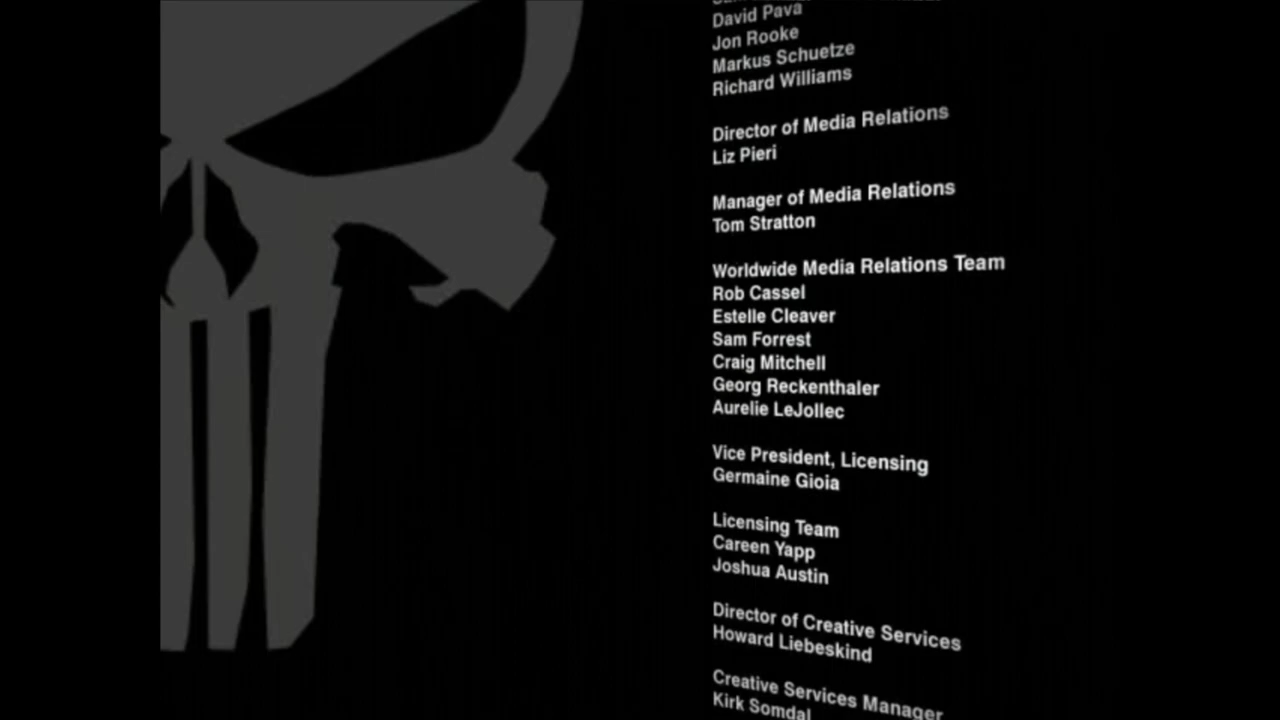 David Pava
Jon Rooke
Markus Schuetze
Richard Williams
Director of Media Relations
Liz Pieri
Manager of Media Relations
Tom Stratton
Worldwide Media Relations Team
Rob Cassel
Estelle Cleaver
Sam Forrest
Craig Mitchell
Georg Reckenthaler
Aurelie LeJollec
Vice President, Licensing
Germaine Gioia
Licensing Team
Careen Yapp
Joshua Austin
Director of Creative Services
Howard Liebeskind
Creative Services Manager
Kirk Somdal